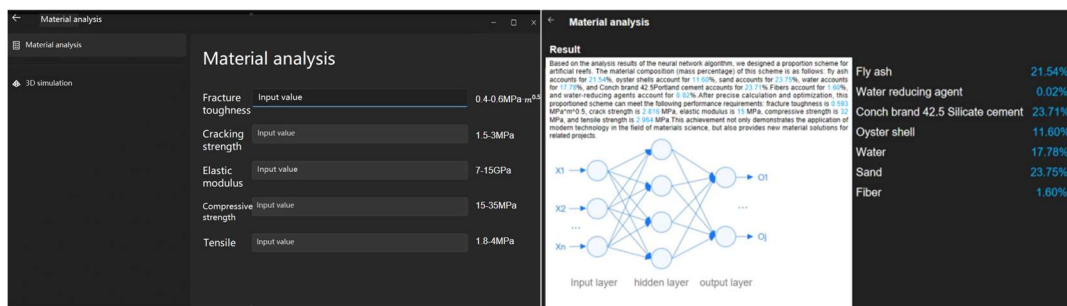 Material analysis
Material analysis
3D simulation
Material analysis
Fracture toughness Input value 0.4-0.6MPa·m^0.5
Cracking strength Input value 1.5-3MPa
Elastic modulus Input value 7-15GPa
Compressive strength Input value 15-35MPa
Tensile Input value 1.8-4MPa
Material analysis
Result
Based on the analysis results of the neural network algorithm, we designed a proportion scheme for
artificial reefs. The material composition (mass percentage) of this scheme is as follows: fly ash
accounts for 21.54%, oyster shells account for 11.60%, sand accounts for 23.75%, water accounts
for 17.78%, and Conch brand 42.5Portland cement accounts for 23.71%.Fibers account for 1.60%,
and water-reducing agents account for 0.02%.After precise calculation and optimization, this
proportioned scheme can meet the following performance requirements: fracture toughness is 0.593
MPa*m^0.5, crack strength is 2.816 MPa, elastic modulus is 15 MPa, compressive strength is 32
MPa, and tensile strength is 2.964 MPa.This achievement not only demonstrates the application of
modern technology in the field of materials science, but also provides new material solutions for
related projects.
X1
X2
...
Xn
O1
...
Oj
Input layer hidden layer output layer
Fly ash 21.54%
Water reducing agent 0.02%
Conch brand 42.5 Silicate cement 23.71%
Oyster shell 11.60%
Water 17.78%
Sand 23.75%
Fiber 1.60%